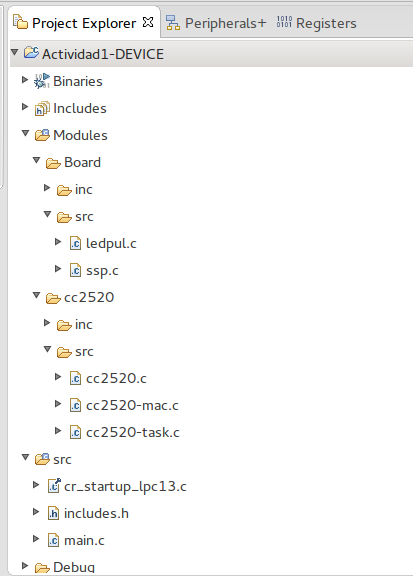 Project Explorer Peripherals+ Registers
Actividad1-DEVICE
Binaries
Includes
Modules
Board
inc
src
ledpul.c
ssp.c
cc2520
inc
src
cc2520.c
cc2520-mac.c
cc2520-task.c
src
cr_startup_lpc13.c
includes.h
main.c
Debug